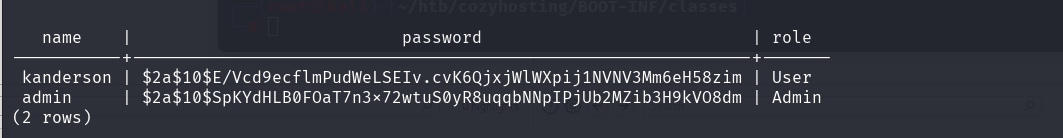 ~/htb/cozyhosting/BOOT-INF/classes
name | password | role
-----------+--------------------------------------------------------------+-------
kanderson | $2a$10$E/Vcd9ecflmPudWeLSEIv.cvK6QjxjWlWXpij1NVNV3Mm6eH58zim | User
admin | $2a$10$SpKYdHLB0FOaT7n3x72wtuS0yR8uqqbNNpIPjUb2MZib3H9kVO8dm | Admin
(2 rows)